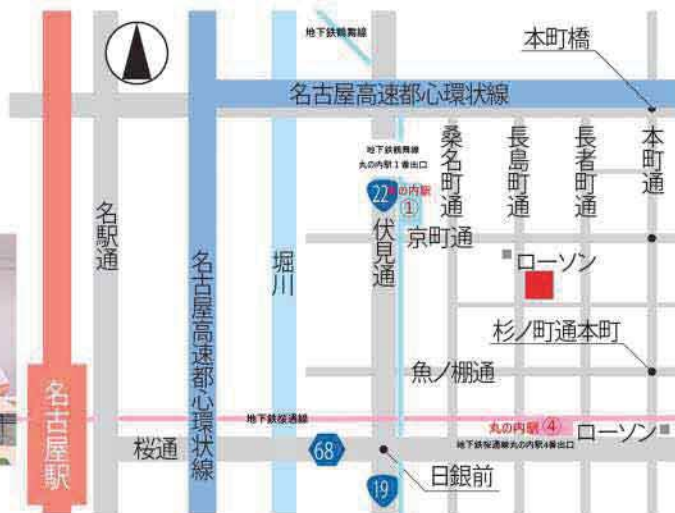 地下鉄鶴舞線
本町橋
名古屋高速都心環状線
地下鉄鶴舞線
丸の内駅1番出口
22
丸の内駅
①
桑名町通
長島町通
長者町通
本町通
名駅通
伏見通
京町通
堀川
名古屋高速都心環状線
ローソン
杉ノ町通本町
魚ノ棚通
名古屋駅
地下鉄桜通線
丸の内駅④
ローソン
地下鉄桜通線丸の内駅4番出口
桜通
68
日銀前
19